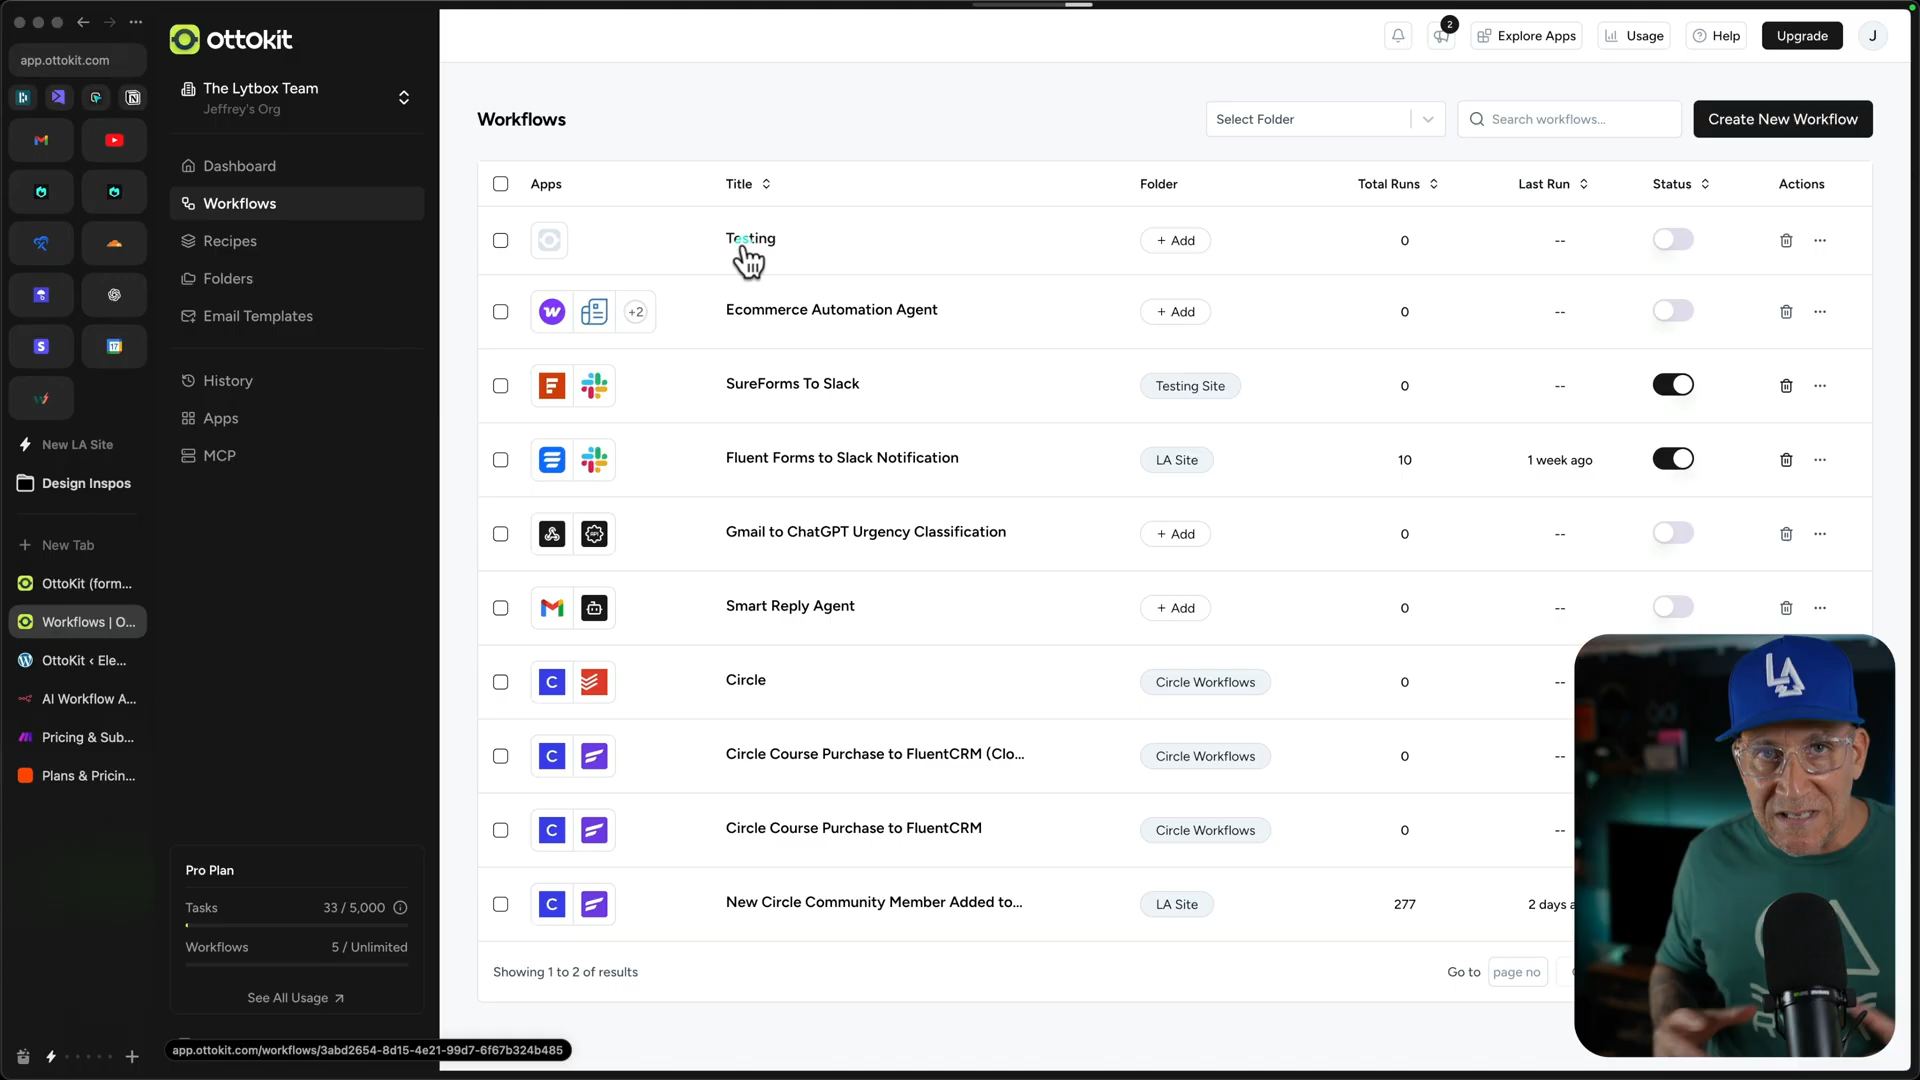 app.ottokit.com
New LA Site
Design Inspos
New Tab
OttoKit (form...
Workflows | O...
OttoKit ‹ Ele...
AI Workflow A...
Pricing & Sub...
Plans & Pricin...
ottokit
The Lytbox Team
Jeffrey's Org
Dashboard
Workflows
Recipes
Folders
Email Templates
History
Apps
MCP
Pro Plan
Tasks 33 / 5,000
Workflows 5 / Unlimited
See All Usage
app.ottokit.com/workflows/3abd2654-8d15-4e21-99d7-6f67b324b485
2 Explore Apps Usage Help Upgrade J
Workflows Select Folder Search workflows... Create New Workflow
Apps Title Folder Total Runs Last Run Status Actions
Testing + Add 0 --
+2 Ecommerce Automation Agent + Add 0 --
SureForms To Slack Testing Site 0 --
Fluent Forms to Slack Notification LA Site 10 1 week ago
Gmail to ChatGPT Urgency Classification + Add 0 --
Smart Reply Agent + Add 0 --
Circle Circle Workflows 0 --
Circle Course Purchase to FluentCRM (Clo... Circle Workflows 0 --
Circle Course Purchase to FluentCRM Circle Workflows 0 --
New Circle Community Member Added to... LA Site 277 2 days a
Showing 1 to 2 of results Go to page no
LA